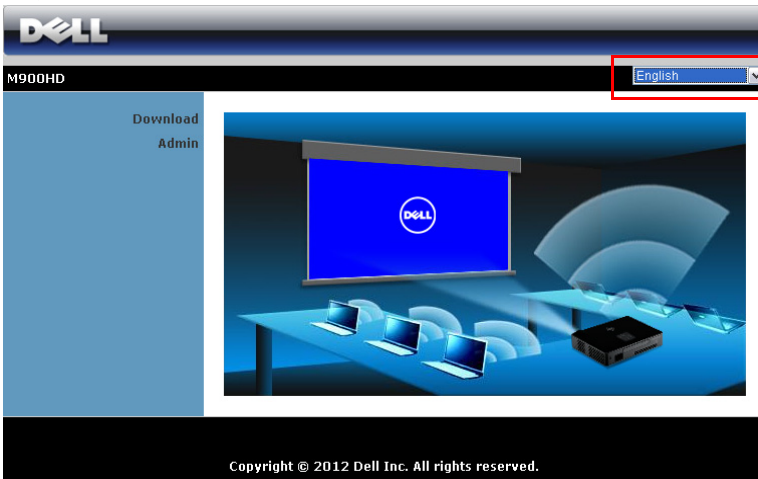 DELL
M900HD
English
Download
Admin
DELL
Copyright © 2012 Dell Inc. All rights reserved.